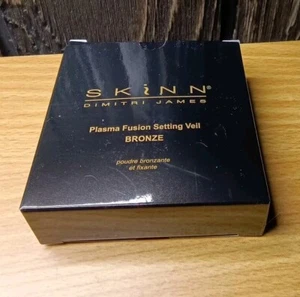 SKINN®
DIMITRI JAMES
Plasma Fusion Setting Veil
BRONZE
poudre bronzante
et fixante